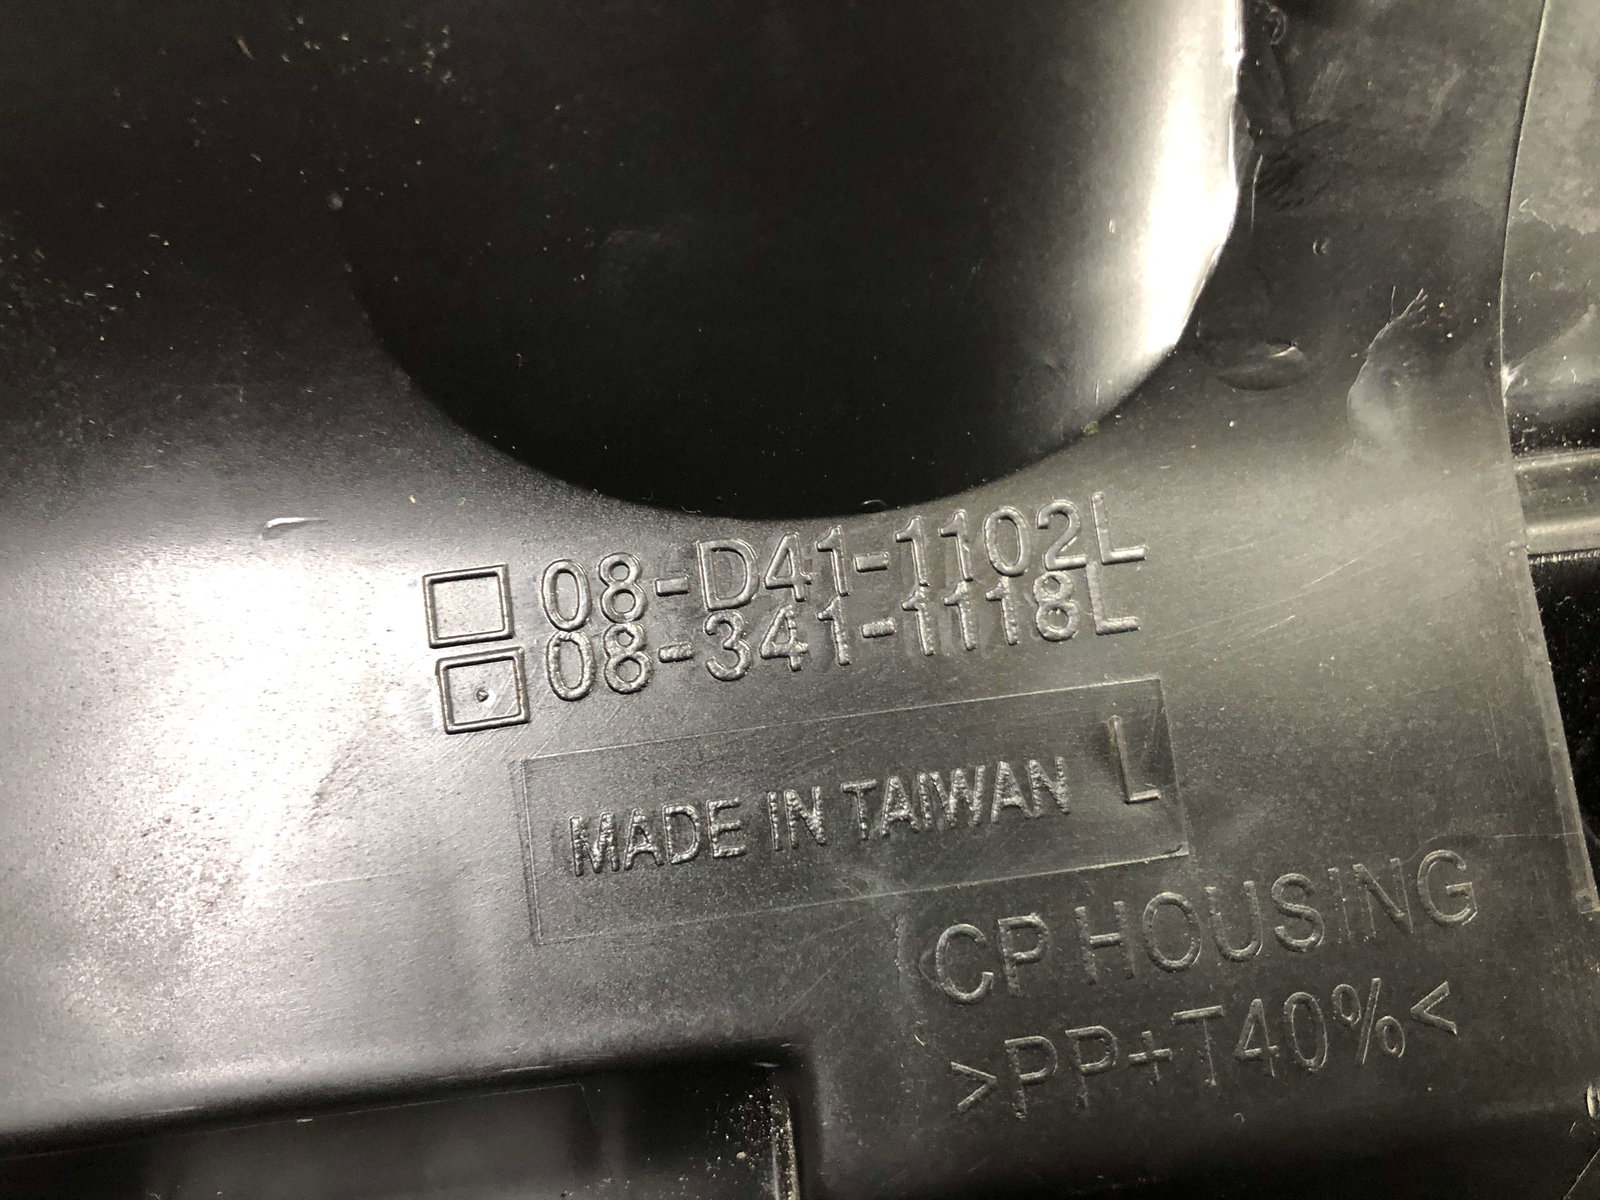 08-D41-1102L
08-341-1118L
MADE IN TAIWAN L
CP HOUSING
>PP+T40%<